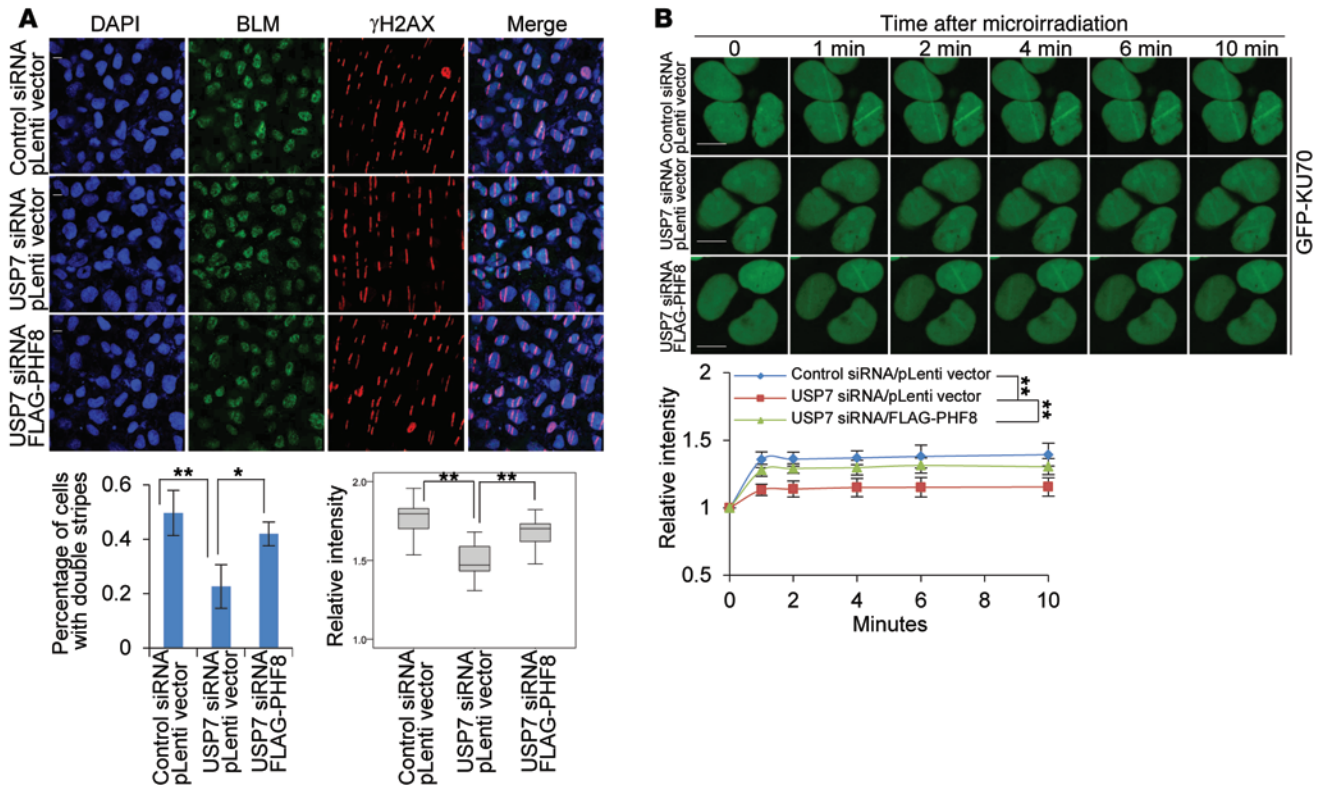 A
DAPI BLM γH2AX Merge
Control siRNA
pLenti vector
USP7 siRNA
pLenti vector
USP7 siRNA
FLAG-PHF8
Percentage of cells
with double stripes
0.6
0.4
0.2
0
** *
Control siRNA
pLenti vector
USP7 siRNA
pLenti vector
USP7 siRNA
FLAG-PHF8
Relative intensity
2.0
1.5
1.0
** **
Control siRNA
pLenti vector
USP7 siRNA
pLenti vector
USP7 siRNA
FLAG-PHF8
B
Time after microirradiation
0 1 min 2 min 4 min 6 min 10 min
Control siRNA
pLenti vector
USP7 siRNA
pLenti vector
USP7 siRNA
FLAG-PHF8
GFP-KU70
Control siRNA/pLenti vector
USP7 siRNA/pLenti vector
USP7 siRNA/FLAG-PHF8
**
**
Relative intensity
2
1.5
1
0.5
0 2 4 6 8 10
Minutes